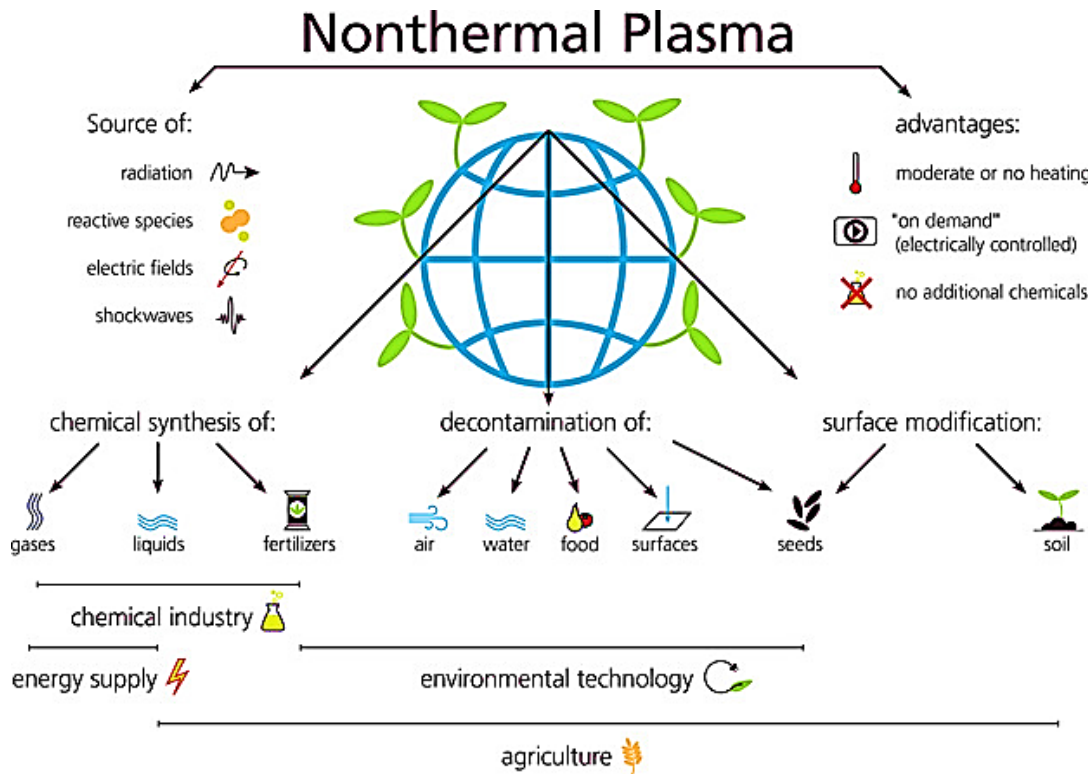 Nonthermal Plasma
Source of:
radiation
reactive species
electric fields
shockwaves
advantages:
moderate or no heating
"on demand"
(electrically controlled)
no additional chemicals
chemical synthesis of:
decontamination of:
surface modification:
gases
liquids
fertilizers
air
water
food
surfaces
seeds
soil
chemical industry
energy supply
environmental technology
agriculture